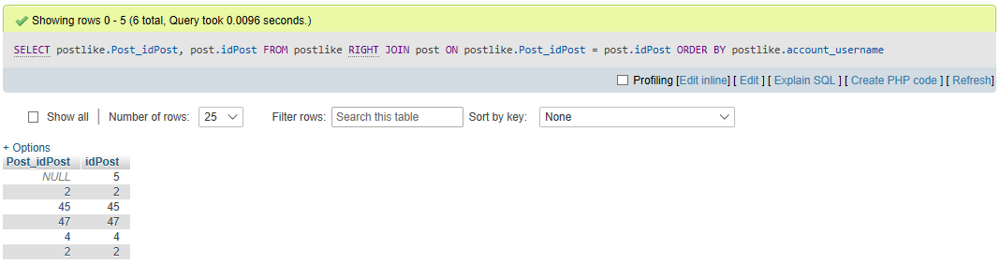 Showing rows 0 - 5 (6 total, Query took 0.0096 seconds.)
SELECT postlike.Post_idPost, post.idPost FROM postlike RIGHT JOIN post ON postlike.Post_idPost = post.idPost ORDER BY postlike.account_username
Profiling [Edit inline] [ Edit ] [ Explain SQL ] [ Create PHP code ] [ Refresh]
Show all | Number of rows: 25 Filter rows: Search this table Sort by key: None
+ Options
Post_idPost idPost
NULL 5
2 2
45 45
47 47
4 4
2 2